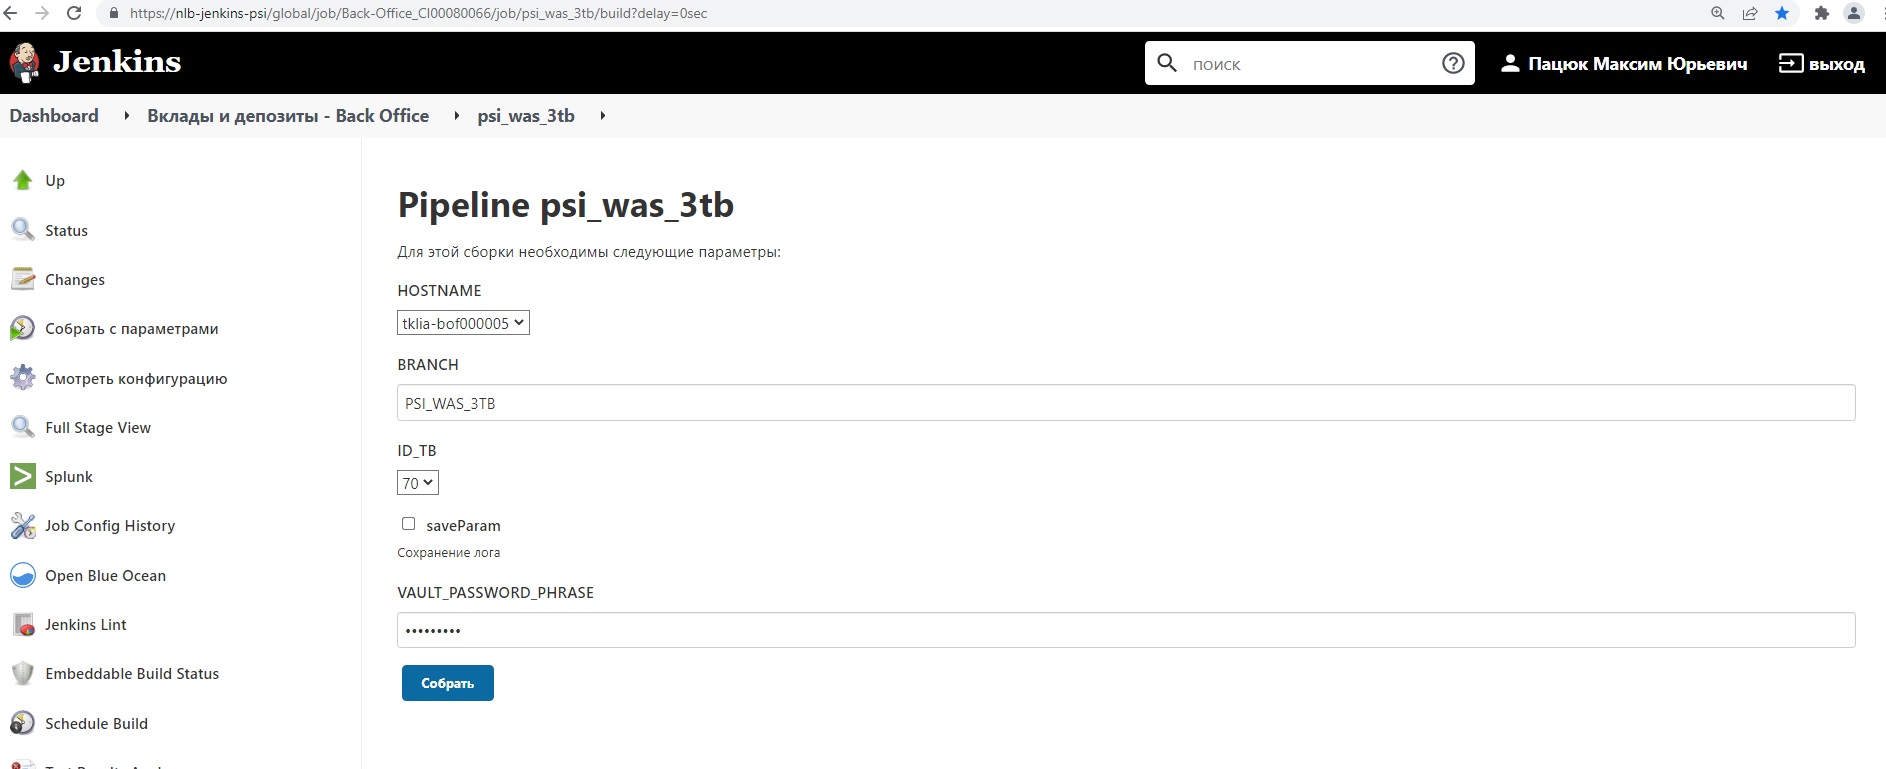 https://nlb-jenkins-psi/global/job/Back-Office_CI00080066/job/psi_was_3tb/build?delay=0sec
Jenkins
поиск
Пацюк Максим Юрьевич
выход
Dashboard
Вклады и депозиты - Back Office
psi_was_3tb
Up
Status
Changes
Собрать с параметрами
Смотреть конфигурацию
Full Stage View
Splunk
Job Config History
Open Blue Ocean
Jenkins Lint
Embeddable Build Status
Schedule Build
Pipeline psi_was_3tb
Для этой сборки необходимы следующие параметры:
HOSTNAME
tklia-bof000005
BRANCH
PSI_WAS_3TB
ID_TB
70
saveParam
Сохранение лога
VAULT_PASSWORD_PHRASE
•••••••••
Собрать